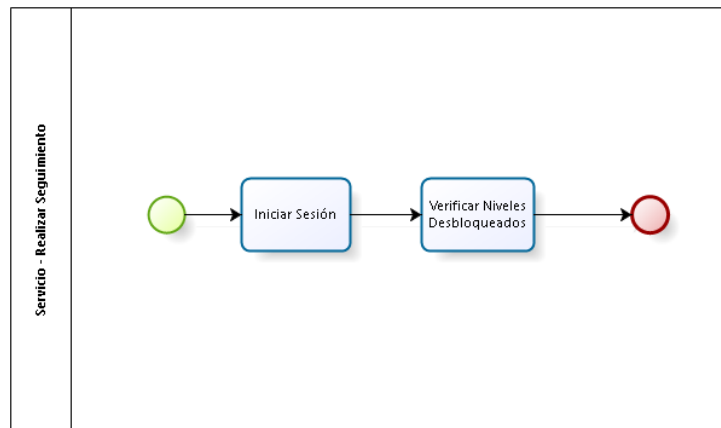 Servicio - Realizar Seguimiento
Iniciar Sesión
Verificar Niveles
Desbloqueados